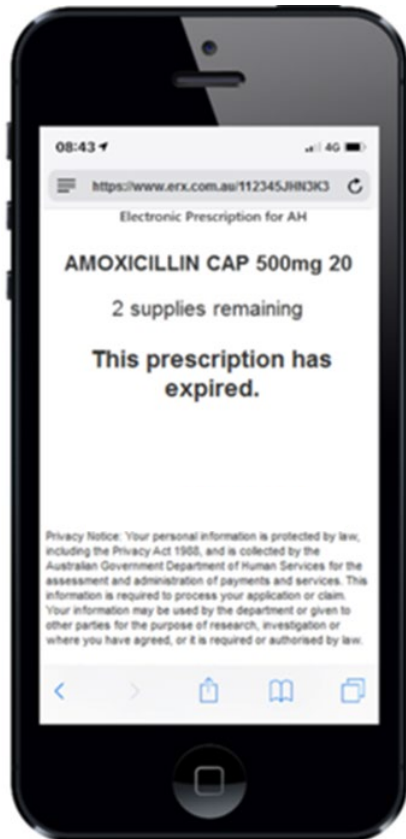 08:43
4G
https://www.erx.com.au/112345JHN3K3
Electronic Prescription for AH
AMOXICILLIN CAP 500mg 20
2 supplies remaining
This prescription has
expired.
Privacy Notice: Your personal information is protected by law,
including the Privacy Act 1988, and is collected by the
Australian Government Department of Human Services for the
assessment and administration of payments and services. This
information is required to process your application or claim.
Your information may be used by the department or given to
other parties for the purpose of research, investigation or
where you have agreed, or it is required or authorised by law.